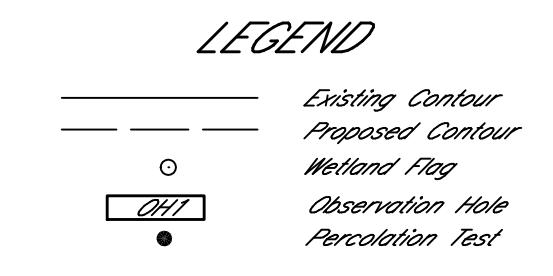 LEGEND
Existing Contour
Proposed Contour
Wetland Flag
OH1 Observation Hole
Percolation Test